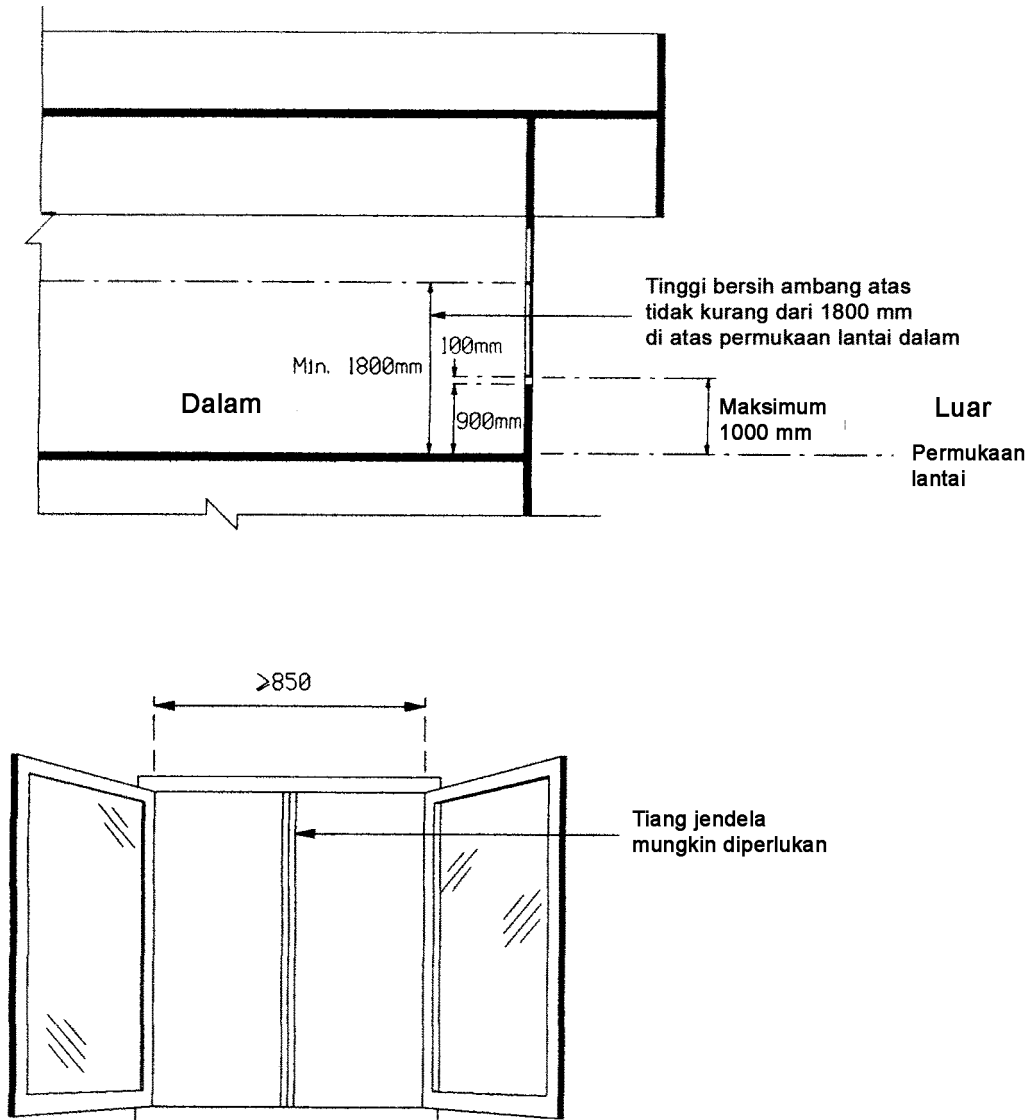 Tinggi bersih ambang atas
tidak kurang dari 1800 mm
di atas permukaan lantai dalam
100mm
Min. 1800mm
Dalam
900mm
Maksimum
1000 mm
Luar
Permukaan
lantai
≥850
Tiang jendela
mungkin diperlukan